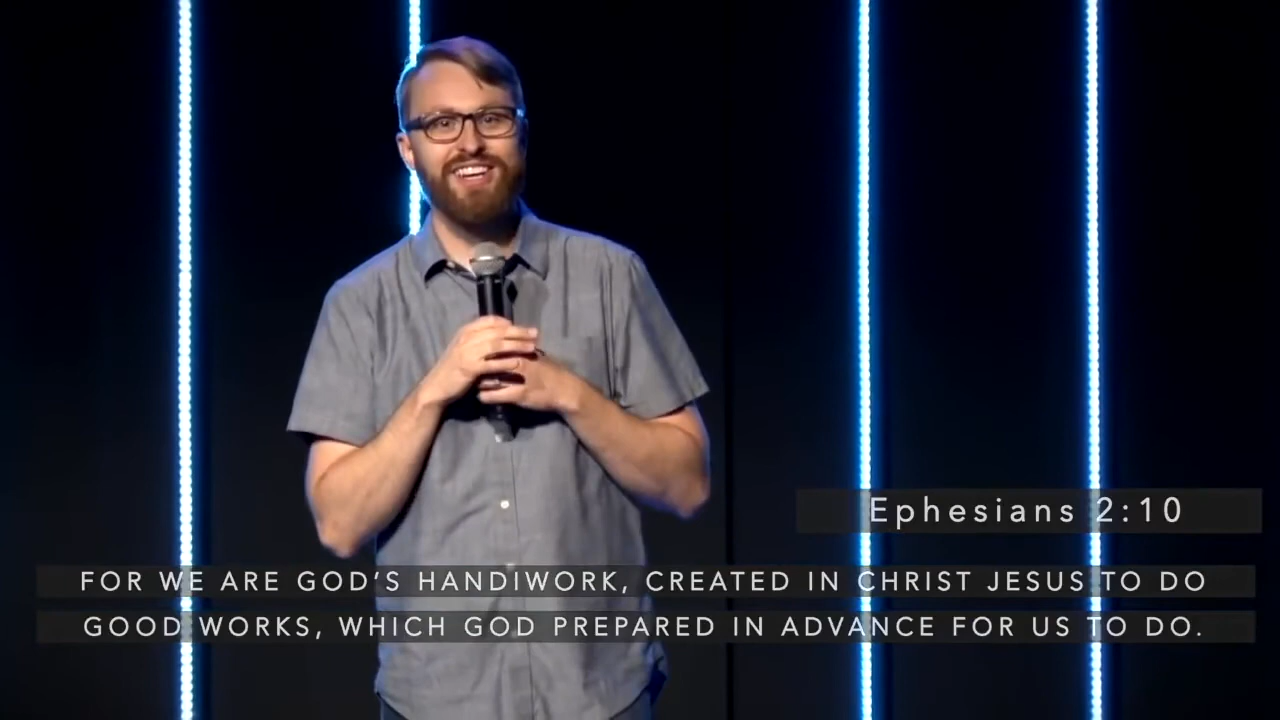 Ephesians 2:10
FOR WE ARE GOD’S HANDIWORK, CREATED IN CHRIST JESUS TO DO
GOOD WORKS, WHICH GOD PREPARED IN ADVANCE FOR US TO DO.